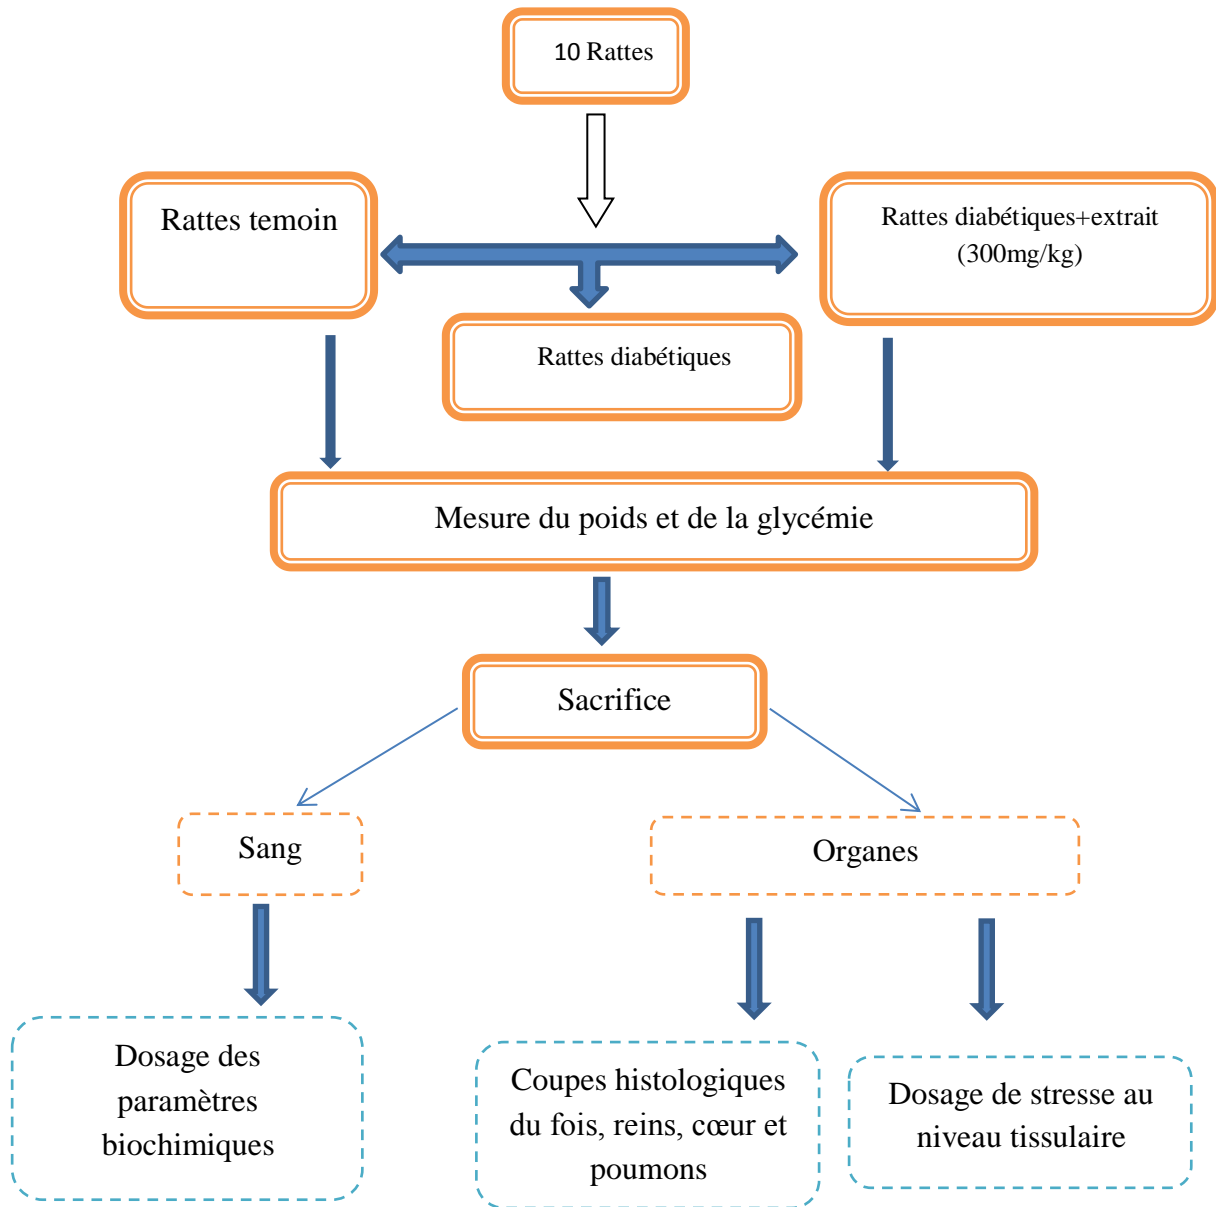 10 Rattes
Rattes temoin
Rattes diabétiques+extrait
(300mg/kg)
Rattes diabétiques
Mesure du poids et de la glycémie
Sacrifice
Sang
Organes
Dosage des
paramètres
biochimiques
Coupes histologiques
du fois, reins, cœur et
poumons
Dosage de stresse au
niveau tissulaire